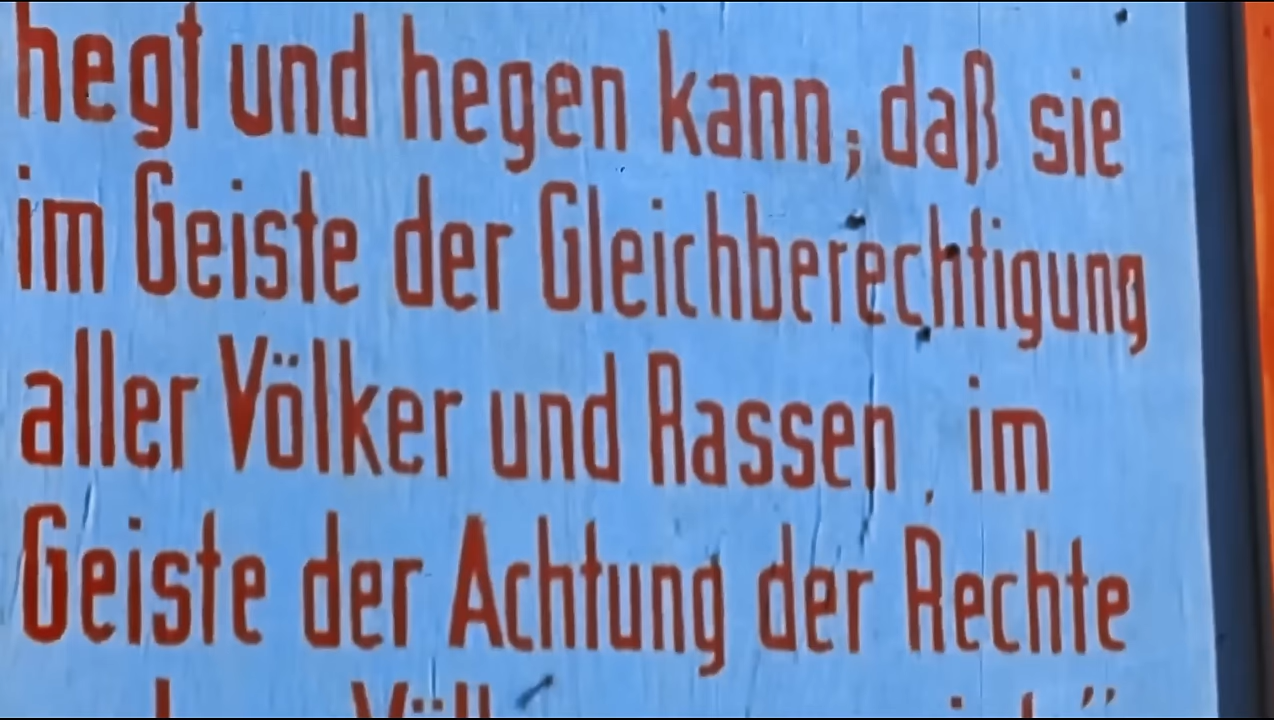 hegt und hegen kann; daß sie
im Geiste der Gleichberechtigung
aller Völker und Rassen, im
Geiste der Achtung der Rechte